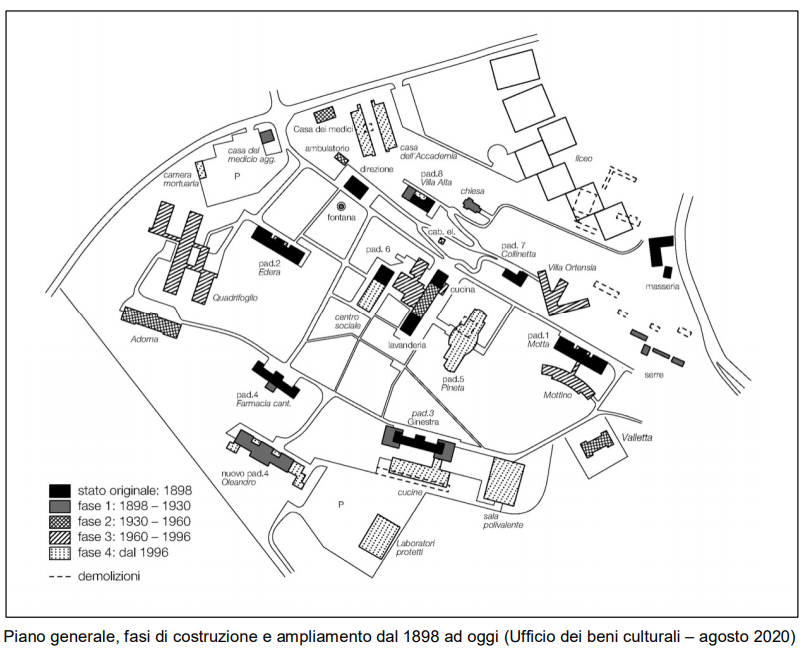 Casa dei medici
casa del
medicio agg.
ambulatorio
casa
dell'Accademia
liceo
camera
mortuaria
P
direzione
pad.8
Villa Alta
chiesa
fontana
cab. el.
pad.2
Edera
pad. 6
pad. 7
Collinetta
Villa Ortensia
masseria
Quadrifoglio
cucina
centro
sociale
Adorna
lavanderia
pad.1
Motta
serre
pad.5
Pineta
pad.4
Farmacia cant.
Mottino
pad.3
Ginestra
Valletta
nuovo pad.4
Oleandro
cucine
sala
polivalente
P
Laboratori
protetti
stato originale: 1898
fase 1: 1898 – 1930
fase 2: 1930 – 1960
fase 3: 1960 – 1996
fase 4: dal 1996
demolizioni
Piano generale, fasi di costruzione e ampliamento dal 1898 ad oggi (Ufficio dei beni culturali – agosto 2020)